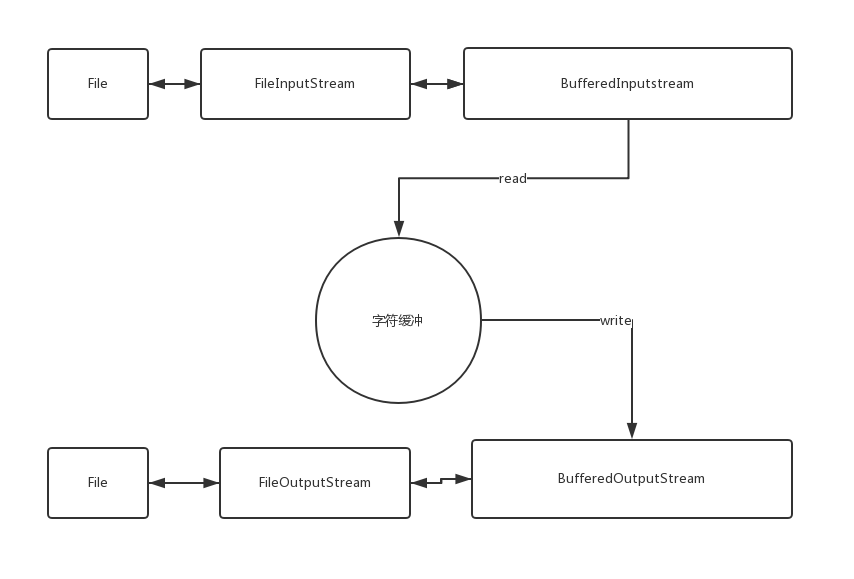 File
FileInputStream
BufferedInputstream
read
字符缓冲
write
File
FileOutputStream
BufferedOutputStream